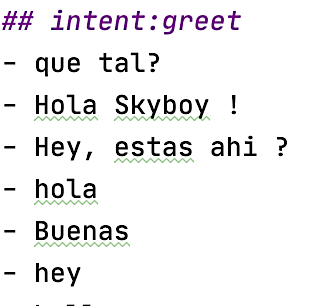 ## intent:greet
- que tal?
- Hola Skyboy !
- Hey, estas ahi ?
- hola
- Buenas
- hey